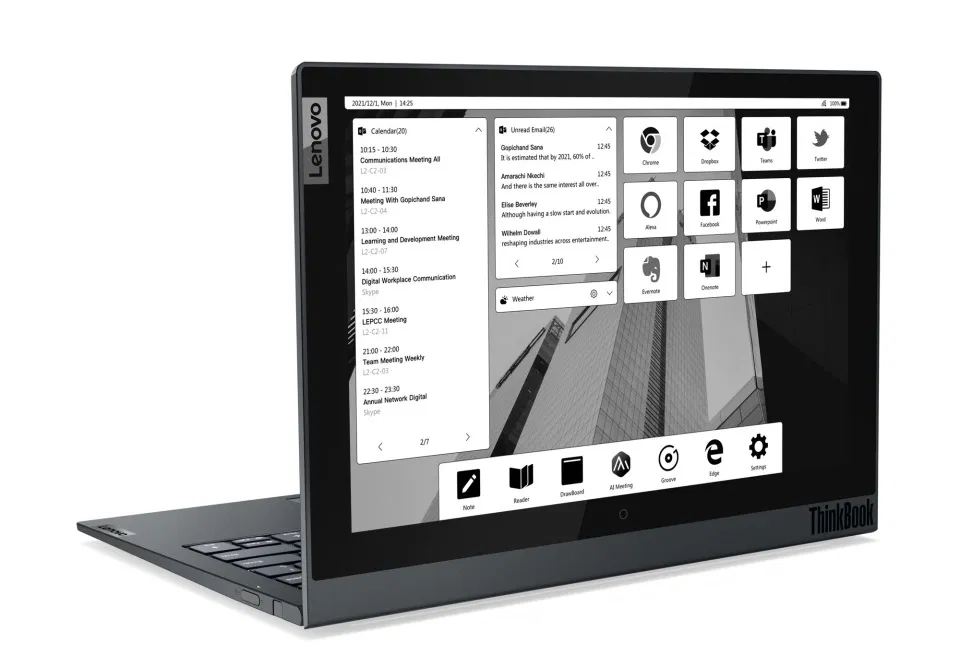 Lenovo
2021/12/1, Mon | 14:25
100%
Calendar(20)
10:15 - 10:30
Communications Meeting All
L2-C2-03
10:40 - 11:30
Meeting With Gopichand Sana
L2-C2-04
13:00 - 14:00
Learning and Development Meeting
L2-C2-07
14:00 - 15:30
Digital Workplace Communication
Skype
15:30 - 16:00
LEPCC Meeting
L2-C2-11
21:00 - 22:00
Team Meeting Weekly
L2-C2-03
22:30 - 23:30
Annual Network Digital
Skype
2/7
Unread Email(26)
Gopichand Sana 12:45
It is estimated that by 2021, 60% of ..
Amarachi Nkechi 12:45
And there is the same interest all over..
Elise Beverley 12:45
Although having a slow start and evolution.
Wilhelm Dowall 12:45
reshaping industries across entertainment..
2/10
Weather
Chrome
Dropbox
Teams
Twitter
Alexa
Facebook
Powerpoint
Word
Evernote
Onenote
Note
Reader
DrawBoard
AI Meeting
Groove
Edge
Settings
ThinkBook
Lenovo